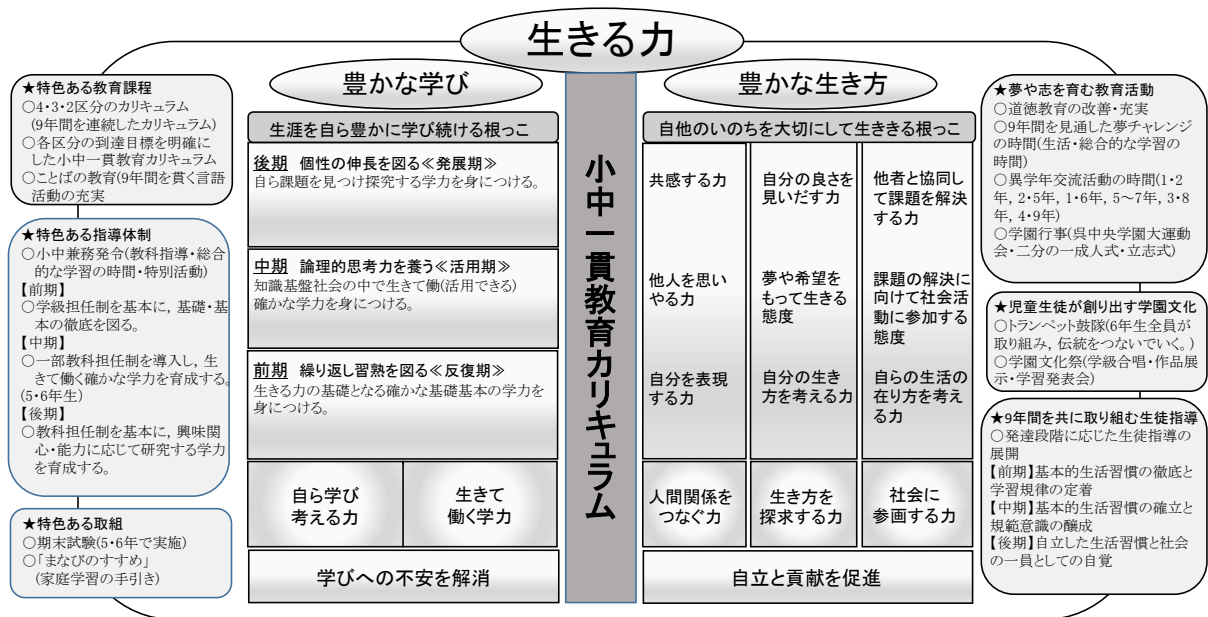 生きる力
豊かな学び
豊かな生き方
★特色ある教育課程
○4・3・2区分のカリキュラム
(9年間を連続したカリキュラム)
○各区分の到達目標を明確に
した小中一貫教育カリキュラム
○ことばの教育(9年間を貫く言語
活動の充実
★特色ある指導体制
○小中兼務発令(教科指導・総合
的な学習の時間・特別活動)
【前期】
○学級担任制を基本に，基礎・基
本の徹底を図る。
【中期】
○一部教科担任制を導入し，生
きて働く確かな学力を育成する。
(5・6年生)
【後期】
○教科担任制を基本に，興味関
心・能力に応じて研究する学力
を育成する。
★特色ある取組
○期末試験(5・6年で実施)
○「まなびのすすめ」
(家庭学習の手引き)
生涯を自ら豊かに学び続ける根っこ
後期 個性の伸長を図る≪発展期≫
自ら課題を見つけ探究する学力を身につける。
中期 論理的思考力を養う≪活用期≫
知識基盤社会の中で生きて働(活用できる)
確かな学力を身につける。
前期 繰り返し習熟を図る≪反復期≫
生きる力の基礎となる確かな基礎基本の学力を
身につける。
自ら学び
考える力
生きて
働く学力
学びへの不安を解消
小中一貫教育カリキュラム
自他のいのちを大切にして生ききる根っこ
共感する力
自分の良さを
見いだす力
他者と協同し
て課題を解決
する力
他人を思い
やる力
夢や希望を
もって生きる
態度
課題の解決に
向けて社会活
動に参加する
態度
自分を表現
する力
自分の生き
方を考える力
自らの生活の
在り方を考え
る力
人間関係を
つなぐ力
生き方を
探求する力
社会に
参画する力
自立と貢献を促進
★夢や志を育む教育活動
○道徳教育の改善・充実
○9年間を見通した夢チャレンジ
の時間(生活・総合的な学習の
時間)
○異学年交流活動の時間(1・2
年，2・5年，1・6年，5～7年，3・8
年，4・9年)
○学園行事(呉中央学園大運動
会・二分の一成人式・立志式)
★児童生徒が創り出す学園文化
○トランペット鼓隊(6年生全員が
取り組み，伝統をつないでいく。)
○学園文化祭(学級合唱・作品展
示・学習発表会)
★9年間を共に取り組む生徒指導
○発達段階に応じた生徒指導の
展開
【前期】基本的生活習慣の徹底と
学習規律の定着
【中期】基本的生活習慣の確立と
規範意識の醸成
【後期】自立した生活習慣と社会
の一員としての自覚